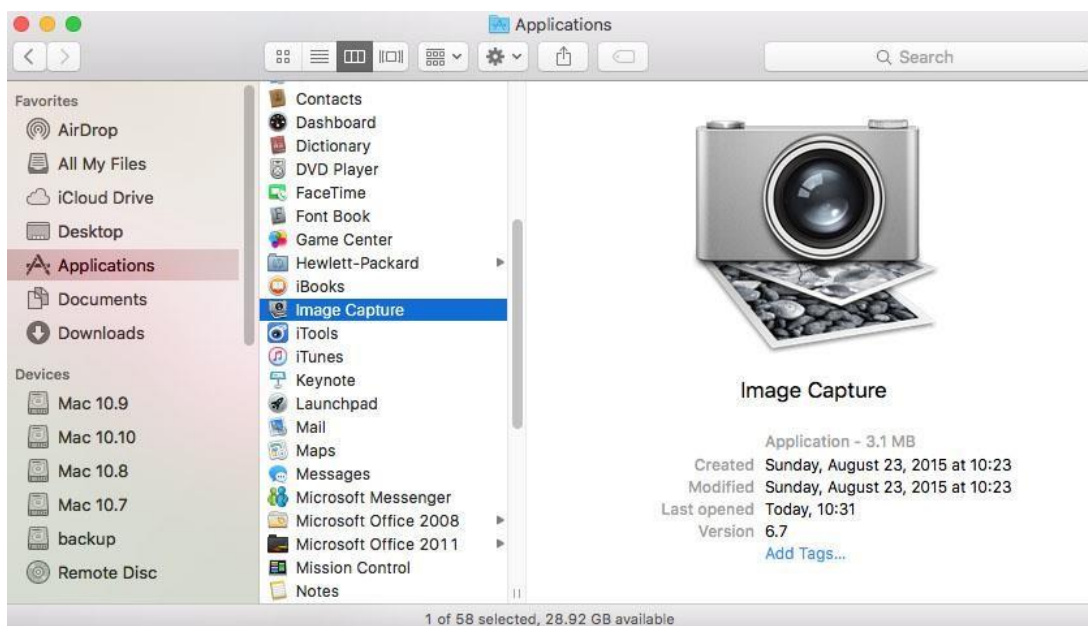 Applications
Search
Favorites
AirDrop
All My Files
iCloud Drive
Desktop
Applications
Documents
Downloads
Devices
Mac 10.9
Mac 10.10
Mac 10.8
Mac 10.7
backup
Remote Disc
Contacts
Dashboard
Dictionary
DVD Player
FaceTime
Font Book
Game Center
Hewlett-Packard
iBooks
Image Capture
iTools
iTunes
Keynote
Launchpad
Mail
Maps
Messages
Microsoft Messenger
Microsoft Office 2008
Microsoft Office 2011
Mission Control
Notes
Image Capture
Application - 3.1 MB
Created Sunday, August 23, 2015 at 10:23
Modified Sunday, August 23, 2015 at 10:23
Last opened Today, 10:31
Version 6.7
Add Tags...
1 of 58 selected, 28.92 GB available